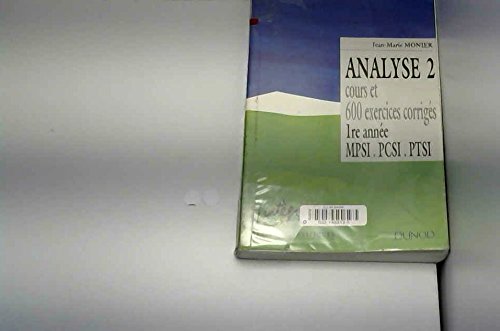 Jean-Marie MONIER
ANALYSE 2
cours et
600 exercices corrigés
1re année
MPSI . PCSI . PTSI
DUNOD